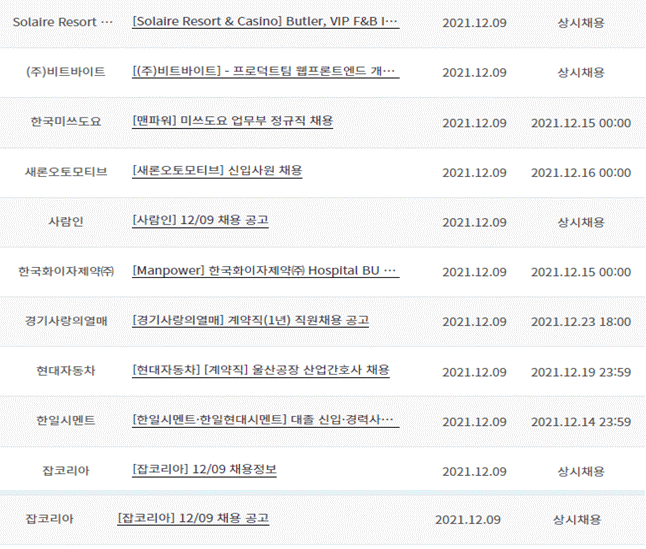 Solaire Resort ··· [Solaire Resort & Casino] Butler, VIP F&B I··· 2021.12.09 상시채용
(주)비트바이트 [(주)비트바이트] - 프로덕트팀 웹프론트엔드 개··· 2021.12.09 상시채용
한국미쓰도요 [맨파워] 미쓰도요 업무부 정규직 채용 2021.12.09 2021.12.15 00:00
새론오토모티브 [새론오토모티브] 신입사원 채용 2021.12.09 2021.12.16 00:00
사람인 [사람인] 12/09 채용 공고 2021.12.09 상시채용
한국화이자제약㈜ [Manpower] 한국화이자제약㈜ Hospital BU ··· 2021.12.09 2021.12.15 00:00
경기사랑의열매 [경기사랑의열매] 계약직(1년) 직원채용 공고 2021.12.09 2021.12.23 18:00
현대자동차 [현대자동차] [계약직] 울산공장 산업간호사 채용 2021.12.09 2021.12.19 23:59
한일시멘트 [한일시멘트·한일현대시멘트] 대졸 신입·경력사··· 2021.12.09 2021.12.14 23:59
잡코리아 [잡코리아] 12/09 채용정보 2021.12.09 상시채용
잡코리아 [잡코리아] 12/09 채용 공고 2021.12.09 상시채용